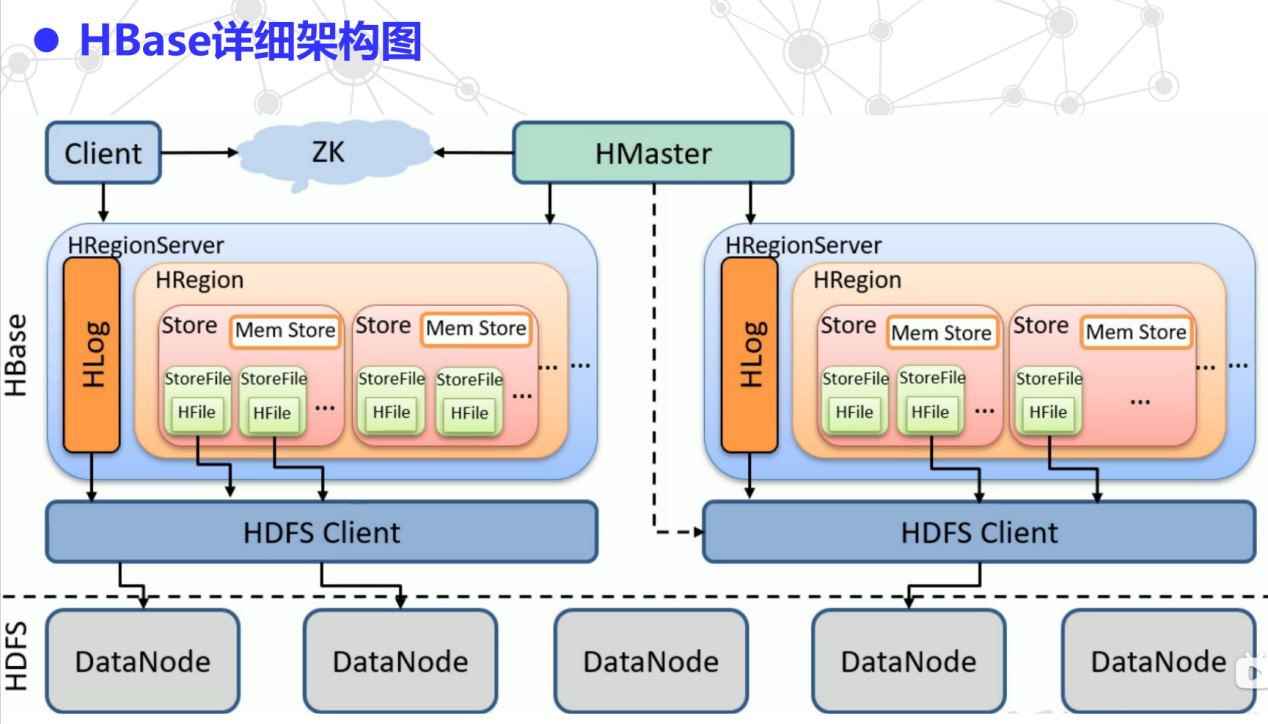 ● HBase详细架构图
Client
ZK
HMaster
HBase
HRegionServer
HLog
HRegion
Store
Mem Store
StoreFile
HFile
StoreFile
HFile
...
Store
Mem Store
StoreFile
HFile
StoreFile
HFile
...
...
...
HRegionServer
HLog
HRegion
Store
Mem Store
StoreFile
HFile
StoreFile
HFile
...
Store
Mem Store
StoreFile
HFile
...
...
...
HDFS Client
HDFS Client
HDFS
DataNode
DataNode
DataNode
DataNode
DataNode